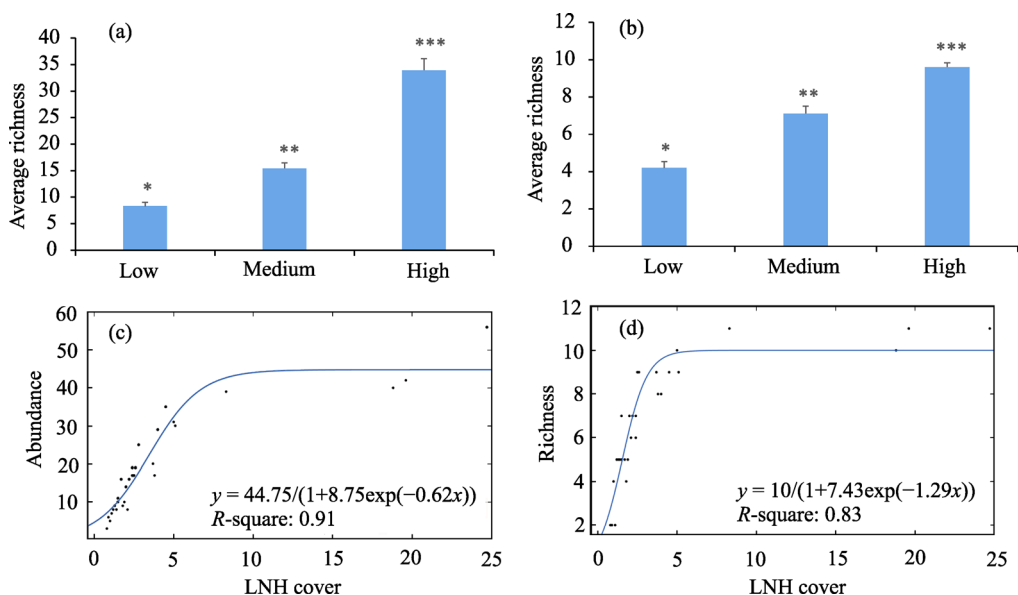 (a)
Average richness
40
35
30
25
20
15
10
5
0
*
**
***
Low
Medium
High
(b)
Average richness
12
10
8
6
4
2
0
*
**
***
Low
Medium
High
(c)
Abundance
60
50
40
30
20
10
y = 44.75/(1+8.75exp(−0.62x))
R-square: 0.91
0
5
10
15
20
25
LNH cover
(d)
Richness
12
10
8
6
4
2
y = 10/(1+7.43exp(−1.29x))
R-square: 0.83
0
5
10
15
20
25
LNH cover